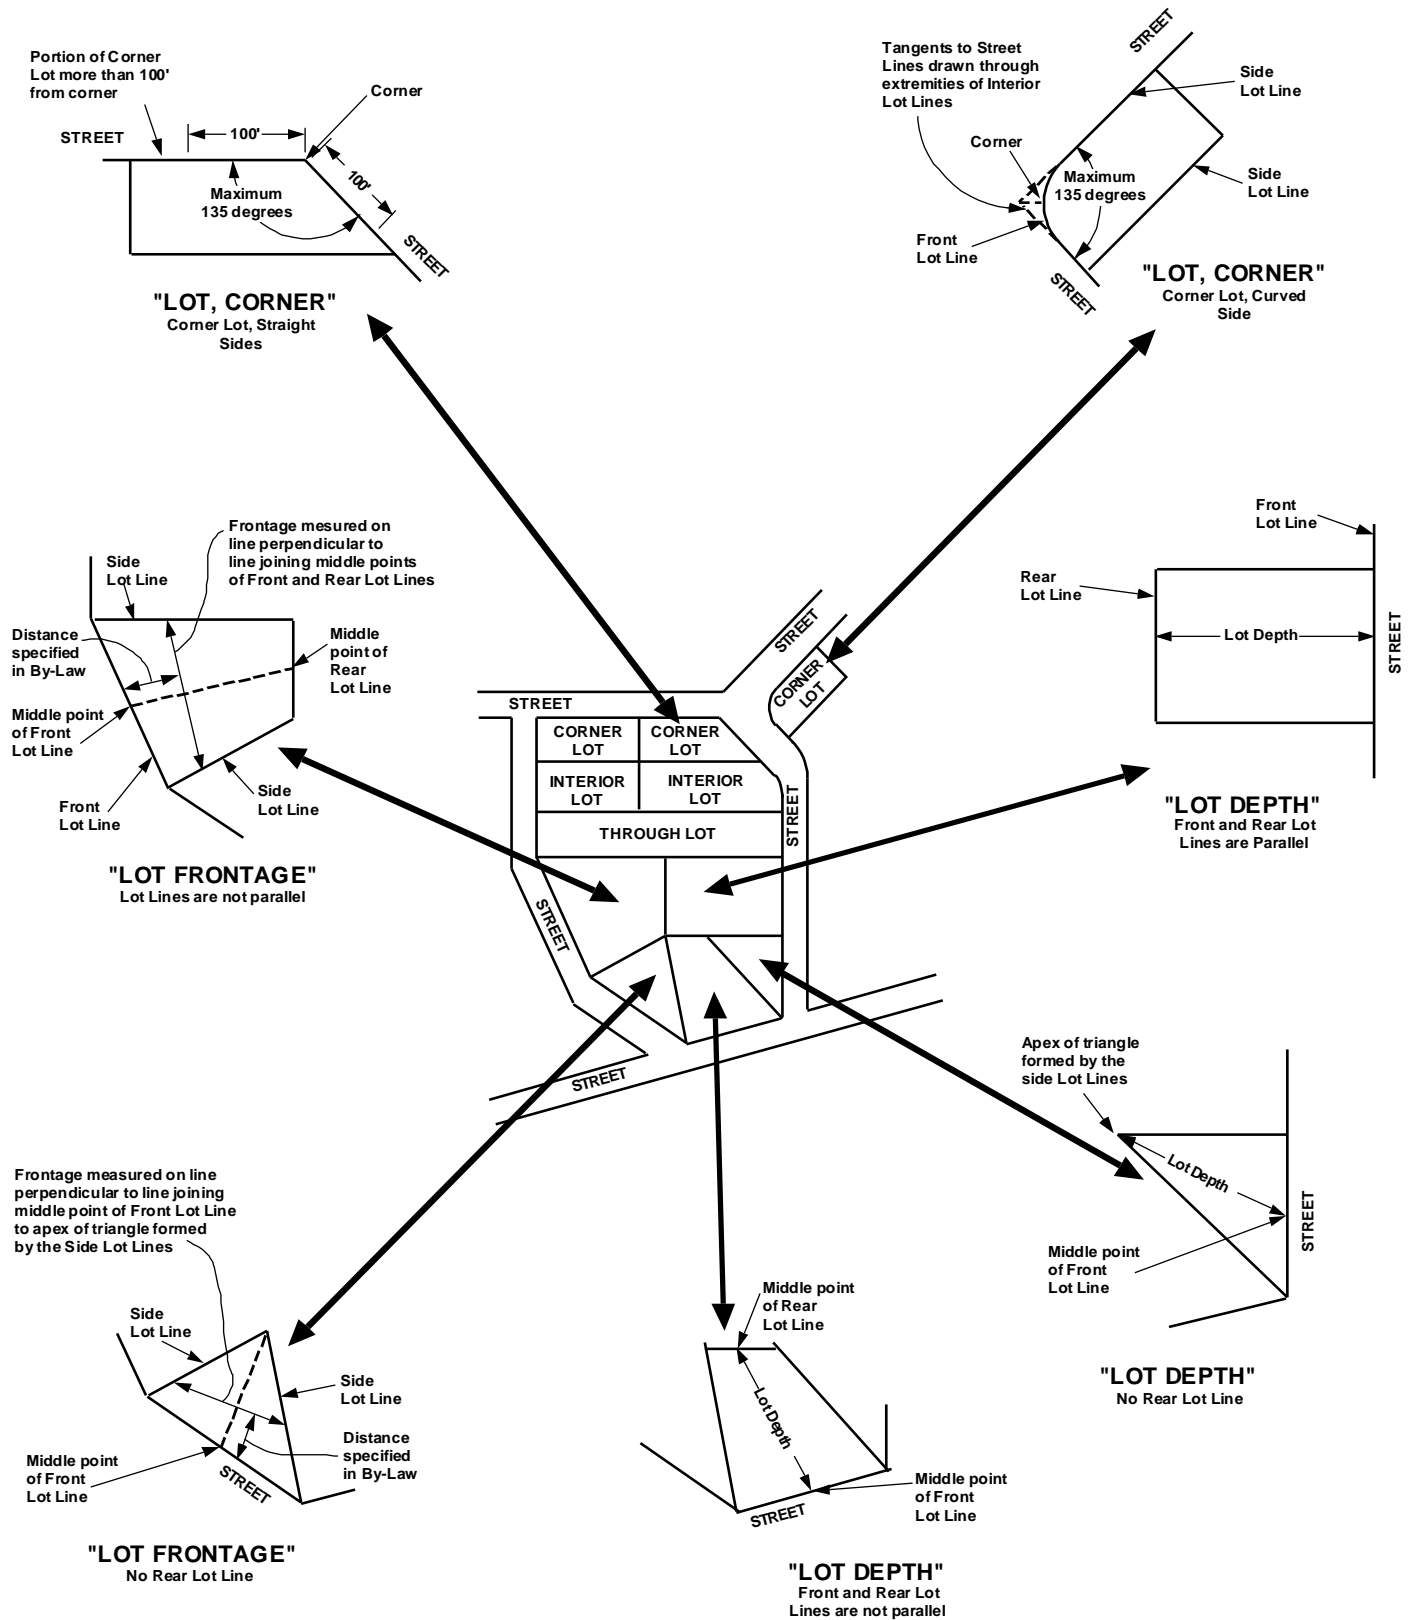 Portion of Corner
Lot more than 100'
from corner
Corner
STREET
100'
100'
Maximum
135 degrees
STREET
"LOT, CORNER"
Corner Lot, Straight
Sides
STREET
Tangents to Street
Lines drawn through
extremities of Interior
Lot Lines
Side
Lot Line
Corner
Maximum
135 degrees
Side
Lot Line
Front
Lot Line
STREET
"LOT, CORNER"
Corner Lot, Curved
Side
Frontage mesured on
line perpendicular to
line joining middle points
of Front and Rear Lot Lines
Side
Lot Line
Distance
specified
in By-Law
Middle
point of
Rear
Lot Line
Middle point
of Front
Lot Line
Side
Lot Line
Front
Lot Line
"LOT FRONTAGE"
Lot Lines are not parallel
Front
Lot Line
Rear
Lot Line
Lot Depth
STREET
"LOT DEPTH"
Front and Rear Lot
Lines are Parallel
STREET
STREET
CORNER
LOT
CORNER
LOT
CORNER
LOT
INTERIOR
LOT
INTERIOR
LOT
STREET
THROUGH LOT
STREET
STREET
Apex of triangle
formed by the
side Lot Lines
Lot Depth
STREET
Middle point
of Front
Lot Line
"LOT DEPTH"
No Rear Lot Line
Frontage measured on line
perpendicular to line joining
middle point of Front Lot Line
to apex of triangle formed
by the Side Lot Lines
Side
Lot Line
Side
Lot Line
Distance
specified
in By-Law
Middle point
of Front
Lot Line
STREET
"LOT FRONTAGE"
No Rear Lot Line
Middle point
of Rear
Lot Line
Lot Depth
Middle point
of Front
Lot Line
STREET
"LOT DEPTH"
Front and Rear Lot
Lines are not parallel